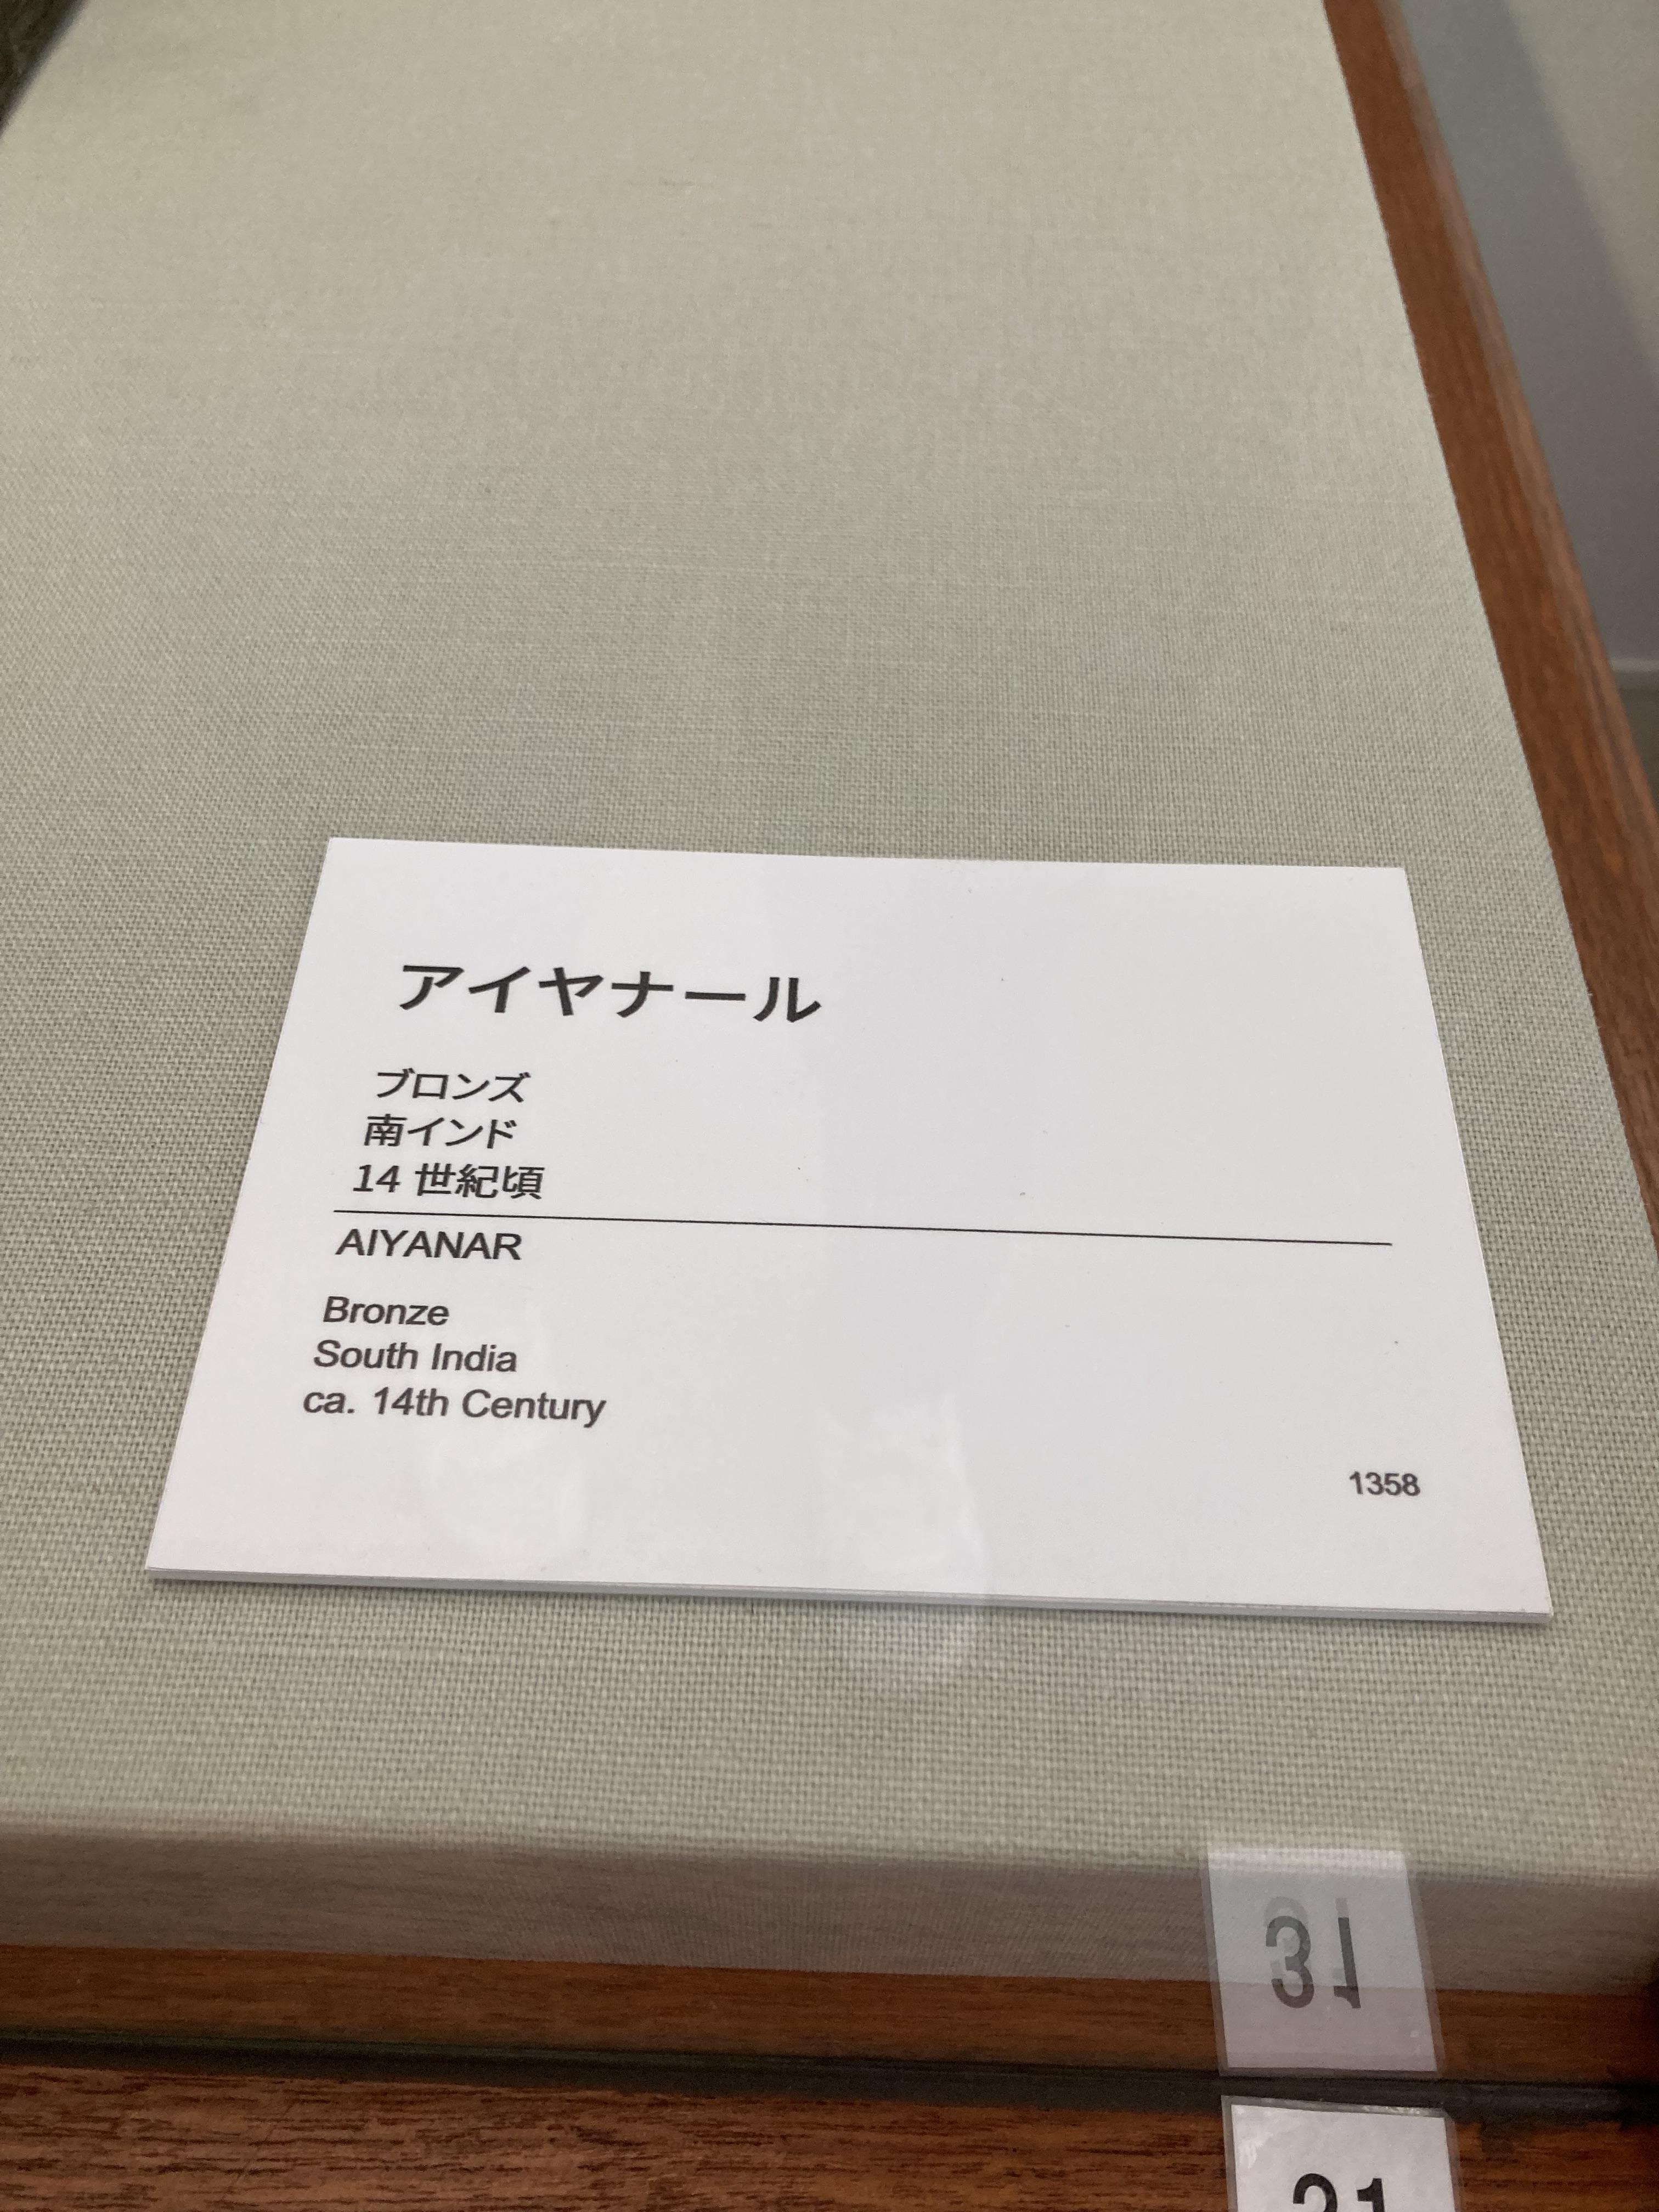 アイヤナール
ブロンズ
南インド
14 世紀頃
AIYANAR
Bronze
South India
ca. 14th Century
1358
31